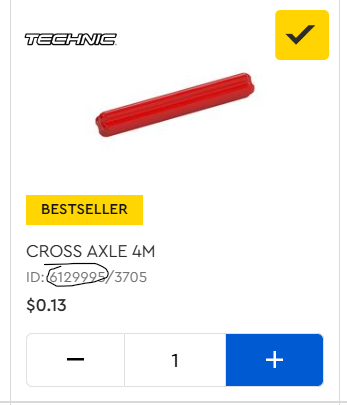 TECHNIC
BESTSELLER
CROSS AXLE 4M
ID: 6129995/3705
$0.13
− 1 +